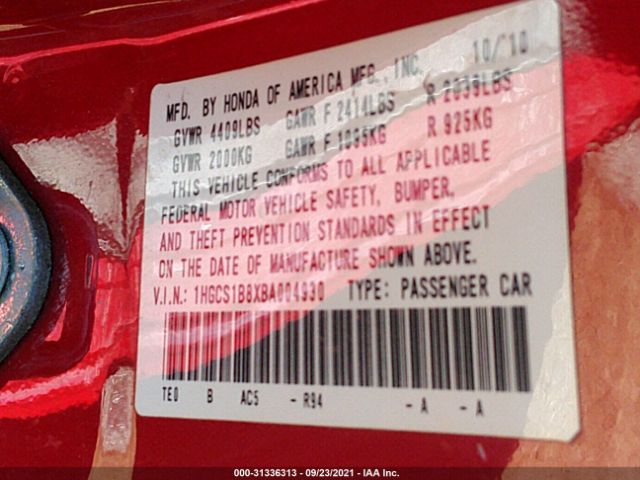 MFD. BY HONDA OF AMERICA MFG., INC. 10/'10
GVWR 4409LBS GAWR F 2414LBS R 2039LBS
GVWR 2000KG GAWR F 1095KG R 925KG
THIS VEHICLE CONFORMS TO ALL APPLICABLE
FEDERAL MOTOR VEHICLE SAFETY, BUMPER,
AND THEFT PREVENTION STANDARDS IN EFFECT
ON THE DATE OF MANUFACTURE SHOWN ABOVE.
V.I.N.: 1HGCS1B8XBA004930 TYPE: PASSENGER CAR
TE0 B AC5 - R94 - A - A
000-31336313 - 09/23/2021 - IAA Inc.